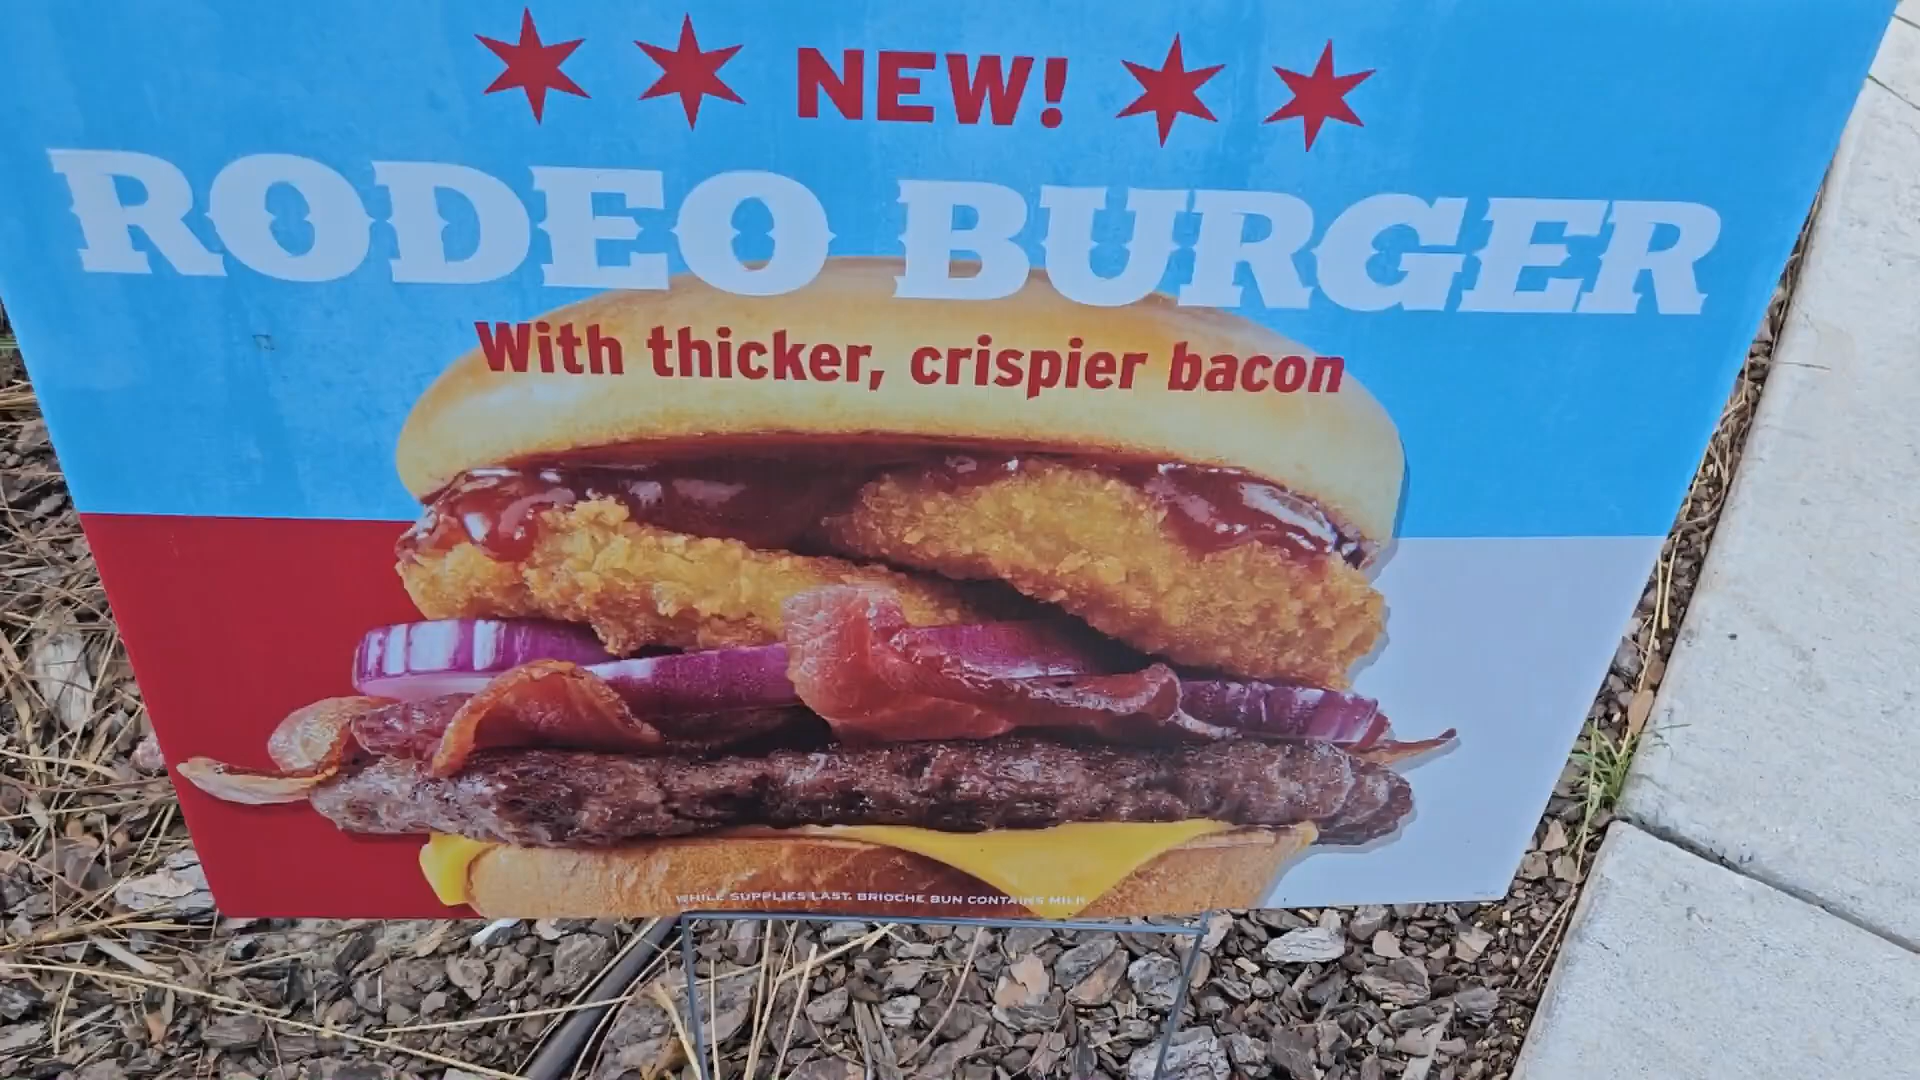 NEW!
RODEO BURGER
With thicker, crispier bacon
WHILE SUPPLIES LAST. BRIOCHE BUN CONTAINS MILK.